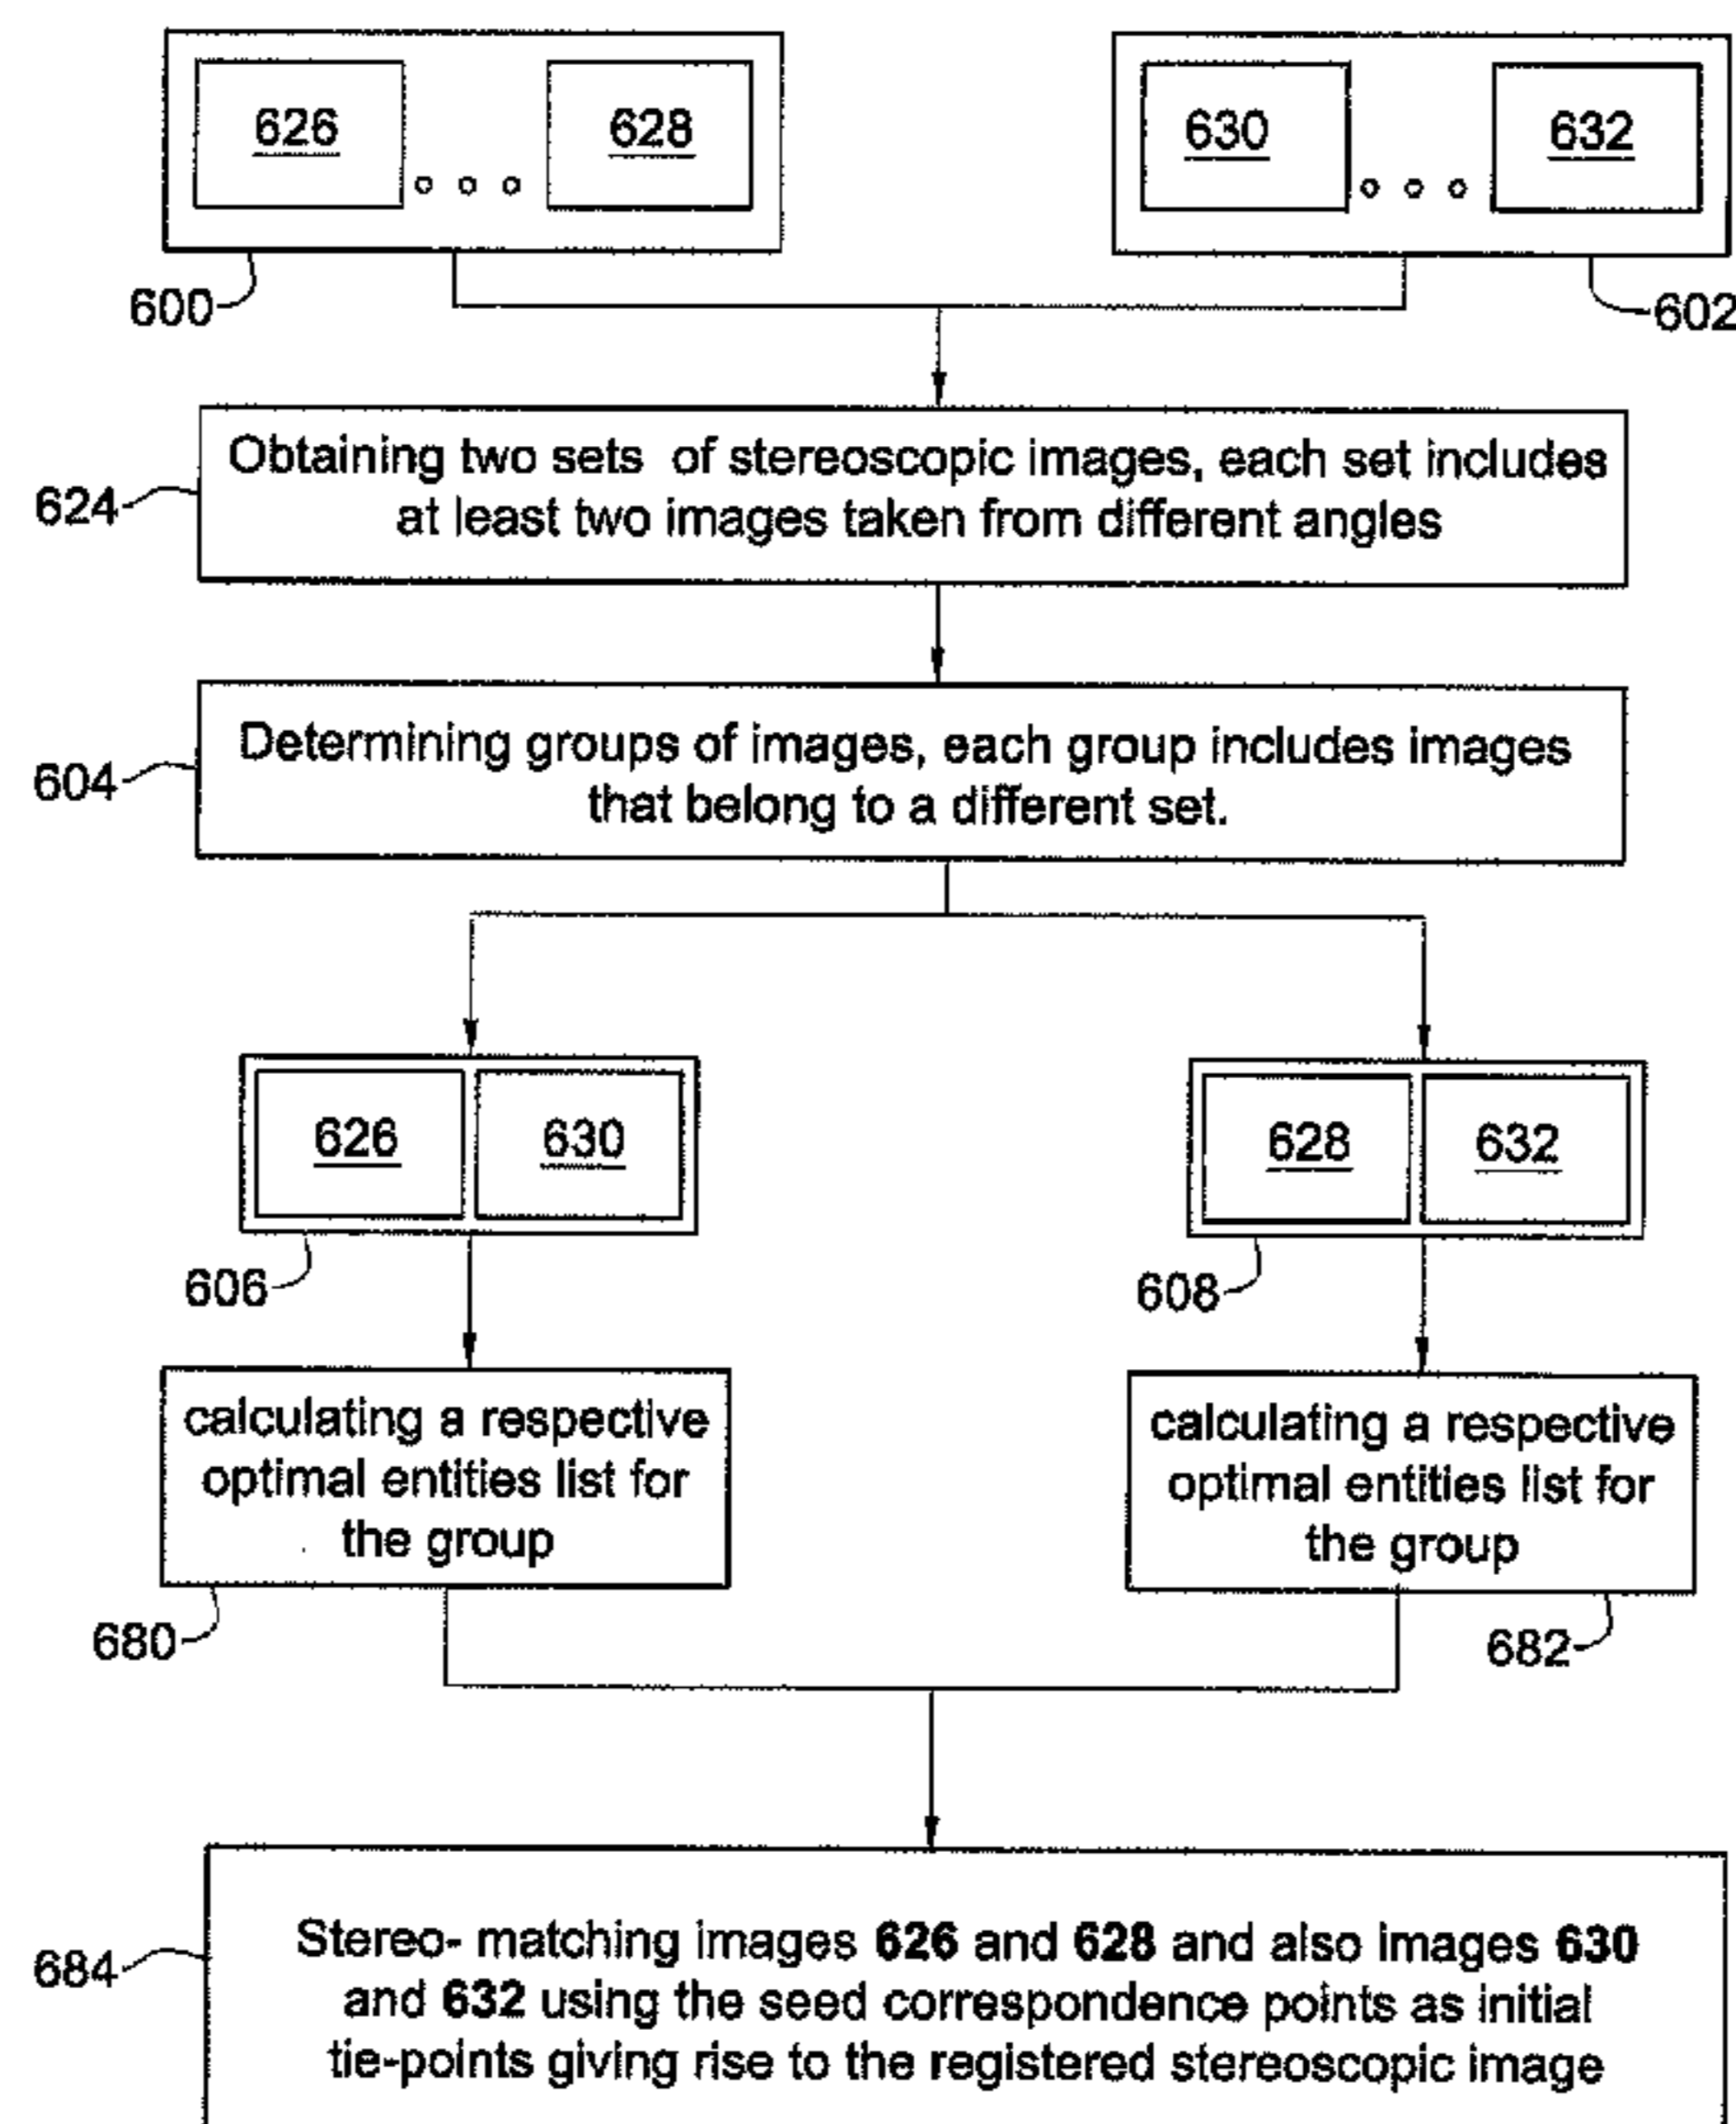 626
628
630
632
600
602
Obtaining two sets of stereoscopic images, each set includes
at least two images taken from different angles
624
Determining groups of images, each group includes images
that belong to a different set.
604
626
630
628
632
606
608
calculating a respective
optimal entities list for
the group
calculating a respective
optimal entities list for
the group
680
682
Stereo- matching images 626 and 628 and also images 630
and 632 using the seed correspondence points as initial
tie-points giving rise to the registered stereoscopic image
684